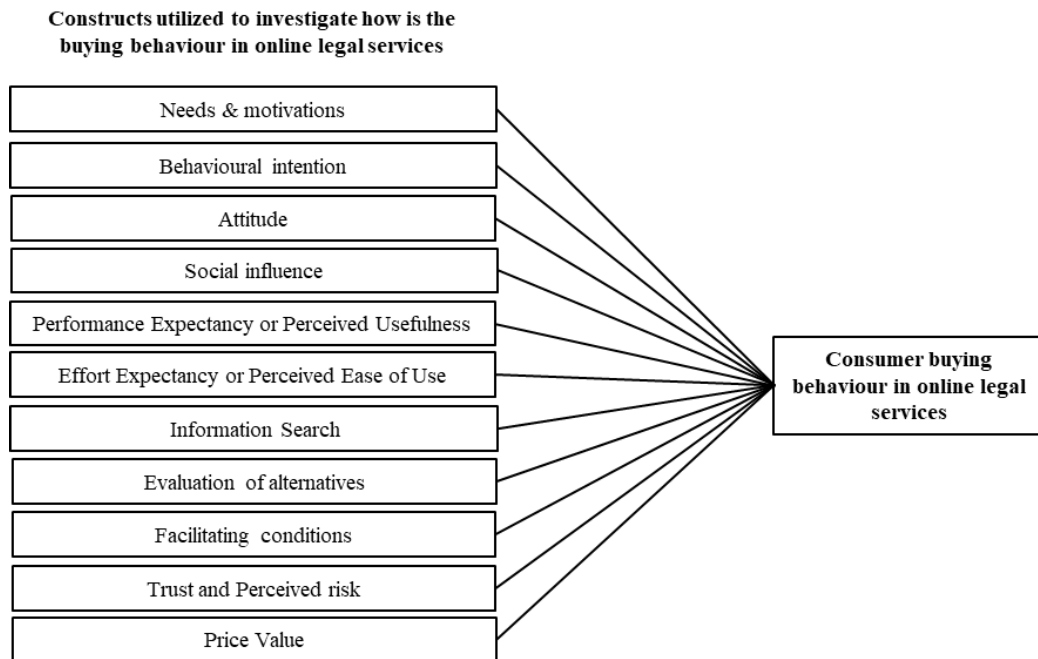 Constructs utilized to investigate how is the
buying behaviour in online legal services
Needs & motivations
Behavioural intention
Attitude
Social influence
Performance Expectancy or Perceived Usefulness
Effort Expectancy or Perceived Ease of Use
Information Search
Evaluation of alternatives
Facilitating conditions
Trust and Perceived risk
Price Value
Consumer buying
behaviour in online legal
services